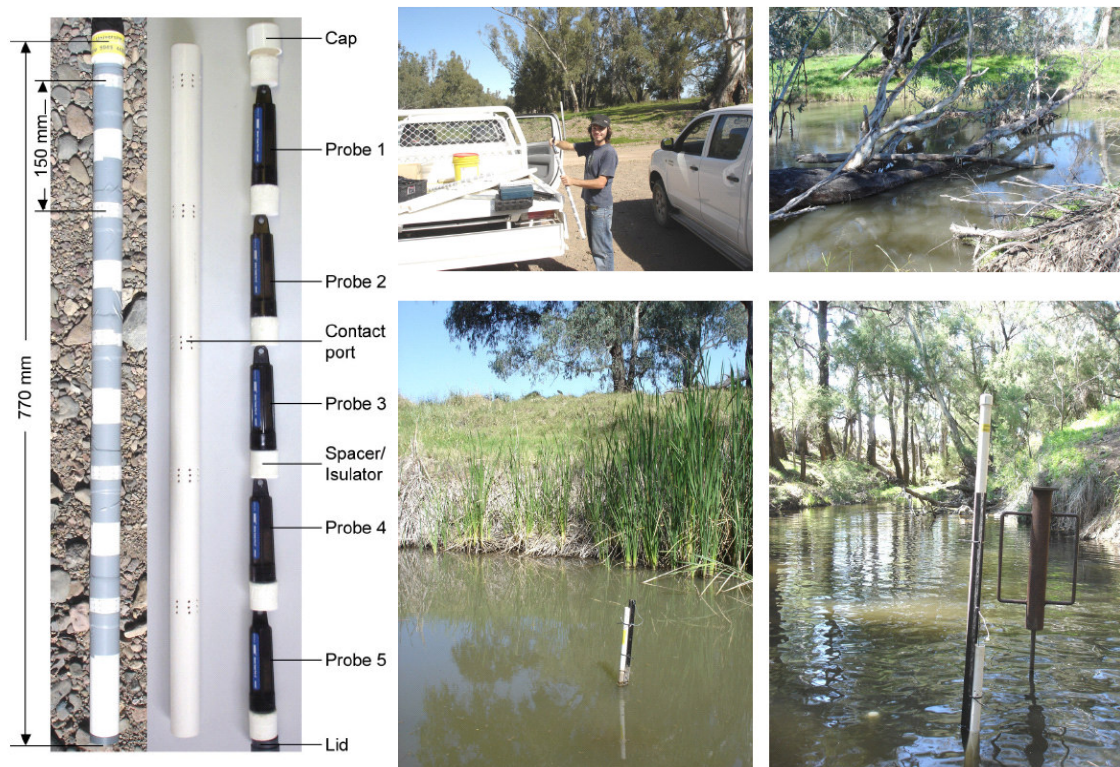 Cap
Probe 1
150 mm
Probe 2
Contact
port
770 mm
Probe 3
Spacer/
Isulator
Probe 4
Probe 5
Lid